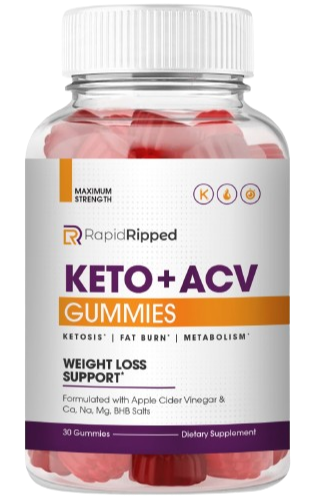 MAXIMUM
STRENGTH
K
RapidRipped
KETO + ACV
GUMMIES
KETOSIS* | FAT BURN* | METABOLISM*
WEIGHT LOSS
SUPPORT*
Formulated with Apple Cider Vinegar &
Ca, Na, Mg, BHB Salts
30 Gummies
Dietary Supplement